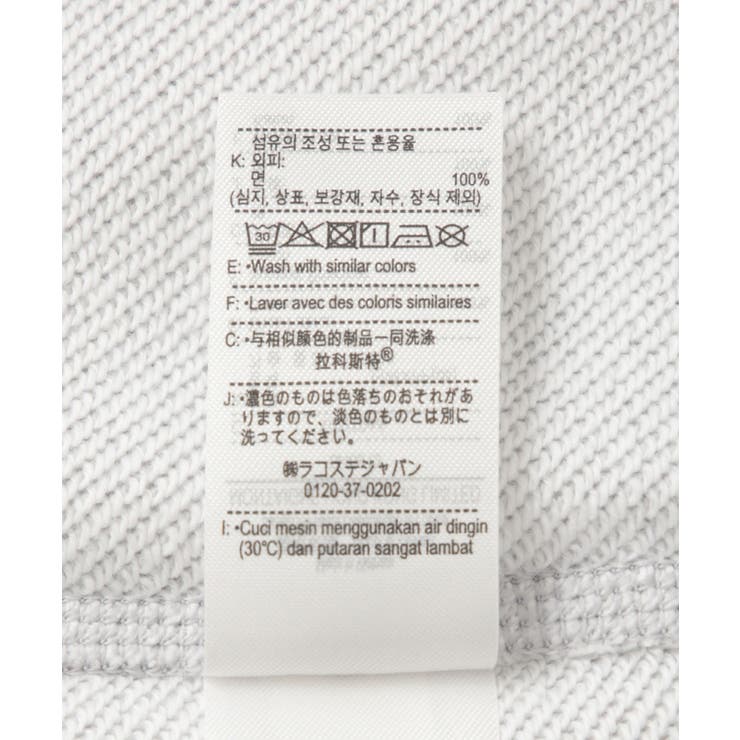 섬유의 조성 또는 혼용율
K: 외피:
면 100%
(심지, 상표, 보강재, 자수, 장식 제외)
30
E: •Wash with similar colors
F: •Laver avec des coloris similaires
C: •与相似颜色的制品一同洗涤
拉科斯特®
J: •濃色のものは色落ちのおそれがあ
りますので、淡色のものとは別に
洗ってください。
㈱ラコステジャパン
0120-37-0202
I: •Cuci mesin menggunakan air dingin
(30°C) dan putaran sangat lambat